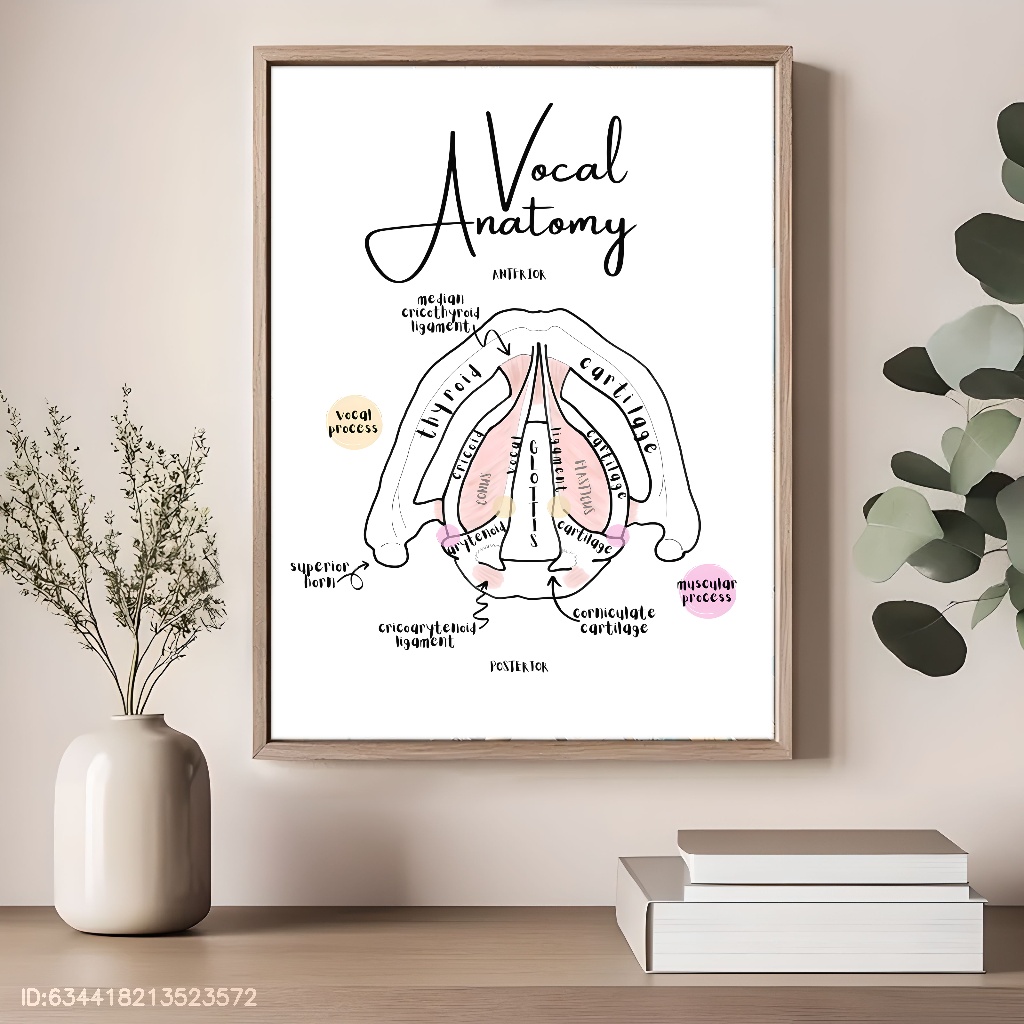 Vocal
Anatomy
ANTERIOR
median
cricothyroid
ligament
thyroid
cartilage
vocal
process
cricoid
cartilage
CONUS
vocal
GLOTTIS
ligament
ELASTICUS
arytenoid
cartilage
superior
horn
muscular
process
cricoarytenoid
ligament
corniculate
cartilage
POSTERIOR
ID:634418213523572